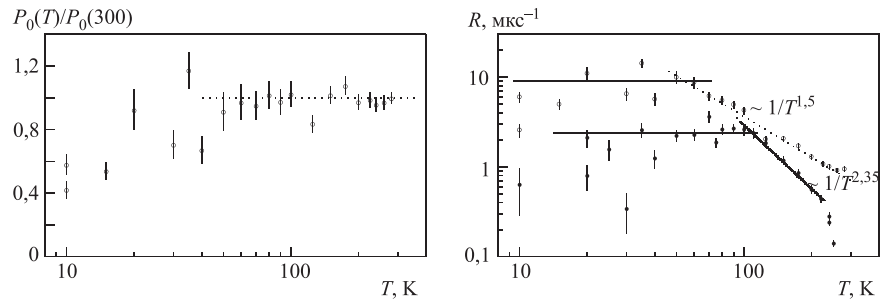 P₀(T)/P₀(300)
1,2
0,8
0,4
0
10
100
T, K
R, мкс⁻¹
10
1
0,1
10
100
T, K
~ 1/T¹,⁵
~ 1/T²,³⁵